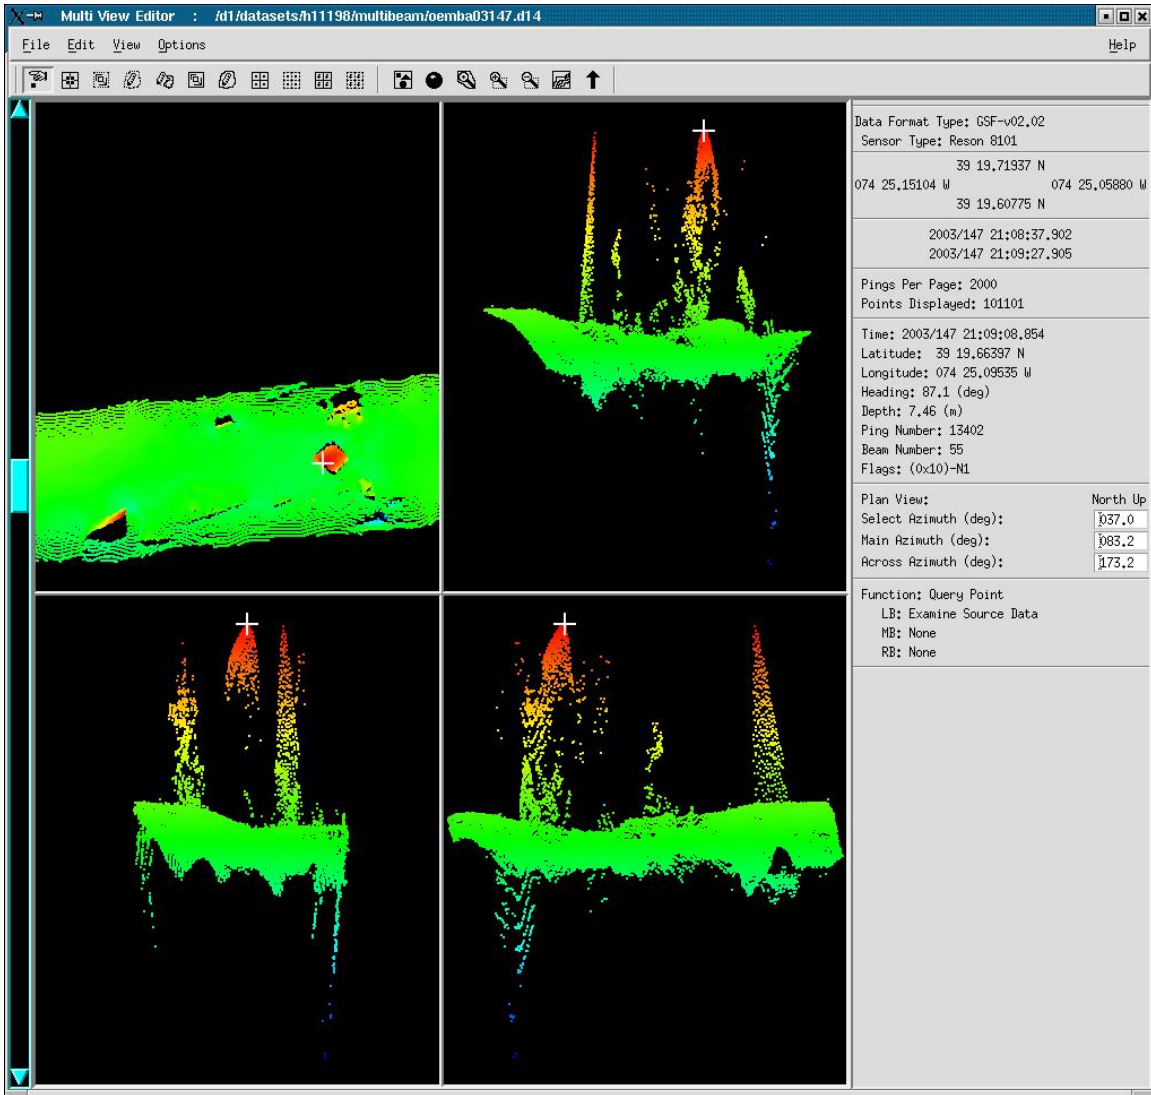 Multi View Editor : /d1/datasets/h11198/multibeam/oemba03147.d14
File Edit View Options Help
Data Format Type: GSF-v02.02
Sensor Type: Reson 8101
39 19.71937 N
074 25.15104 W 074 25.05880 W
39 19.60775 N
2003/147 21:08:37.902
2003/147 21:09:27.905
Pings Per Page: 2000
Points Displayed: 101101
Time: 2003/147 21:09:08.854
Latitude: 39 19.66397 N
Longitude: 074 25.09535 W
Heading: 87.1 (deg)
Depth: 7.46 (m)
Ping Number: 13402
Beam Number: 55
Flags: (0x10)-N1
Plan View: North Up
Select Azimuth (deg): 037.0
Main Azimuth (deg): 083.2
Across Azimuth (deg): 173.2
Function: Query Point
LB: Examine Source Data
MB: None
RB: None